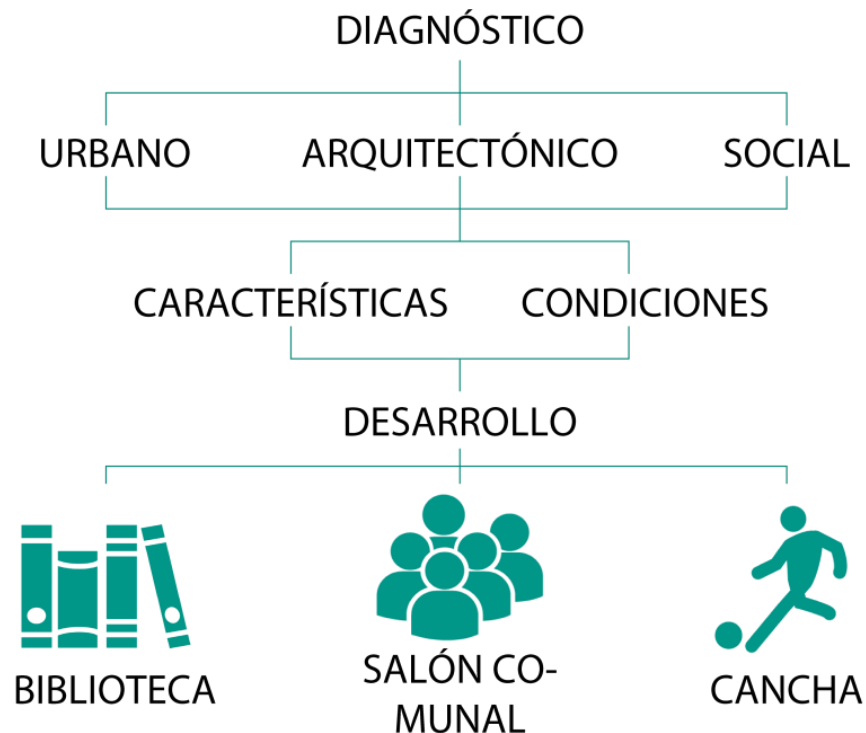 DIAGNÓSTICO
URBANO ARQUITECTÓNICO SOCIAL
CARACTERÍSTICAS CONDICIONES
DESARROLLO
BIBLIOTECA
SALÓN CO-
MUNAL
CANCHA